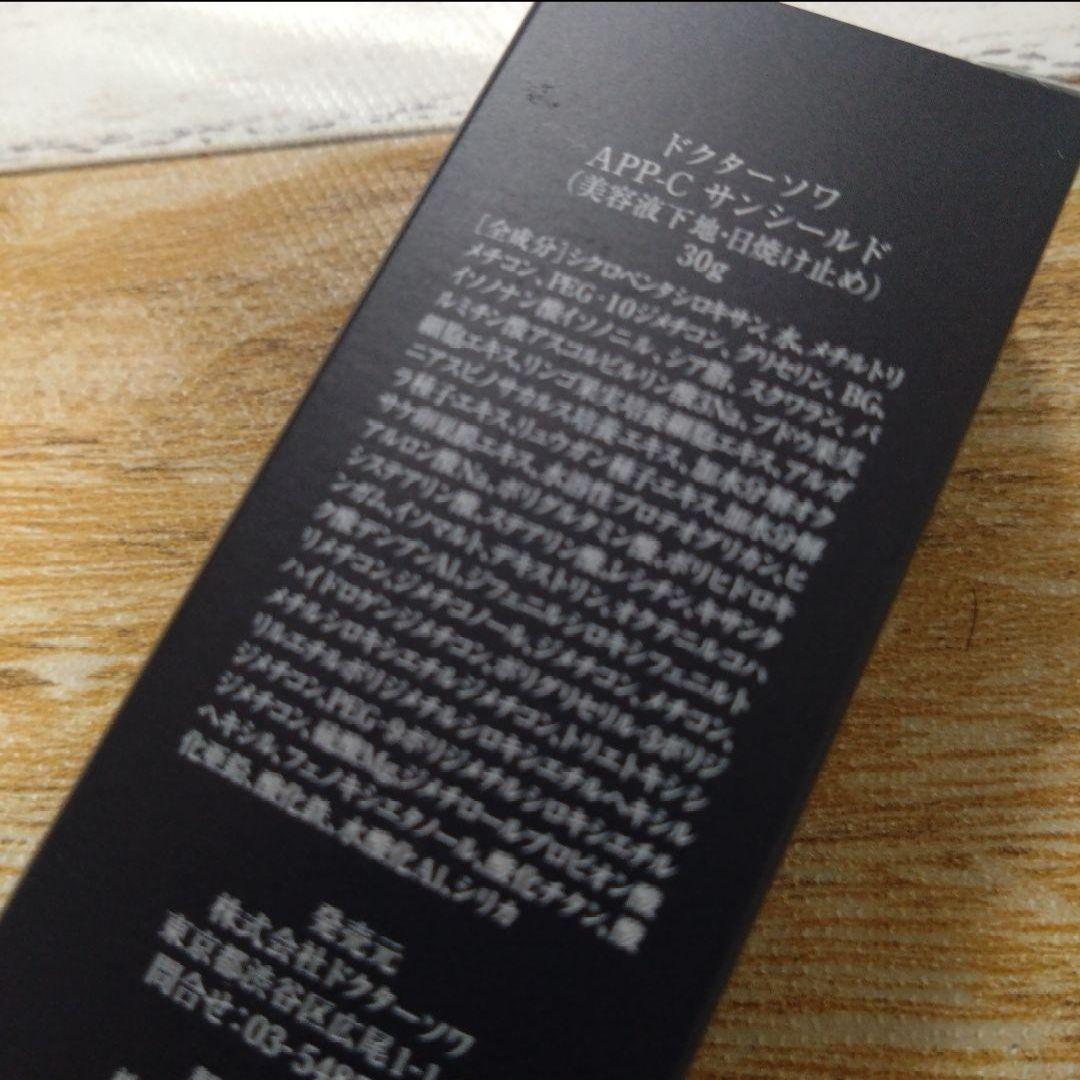 ドクターソワ
APP-C サンシールド
(美容液下地・日焼け止め)
30g
[全成分]シクロペンタシロキサン、水、メチルトリ
メチコン、PEG-10ジメチコン、グリセリン、BG、
イソノナン酸イソノニル、シア脂、スクワラン、パ
ルミチン酸アスコルビルリン酸3Na、ブドウ果実
細胞エキス、リンゴ果実培養細胞エキス、アルガ
ニアスピノサカルス培養エキス、加水分解オク
ラ種子エキス、リュウガン種子エキス、加水分解
サケ卵巣膜エキス、水溶性プロテオグリカン、ヒ
アルロン酸Na、ポリグルタミン酸、ポリヒドロキ
システアリン酸、ステアリン酸、レシチン、キサンタ
ンガム、イソマルト、デキストリン、オクテニルコハ
ク酸デンプンAl、ジフェニルシロキシフェニルト
リメチコン、ジメチコノール、ジメチコン、メチコン、
ハイドロゲンジメチコン、ポリグリセリル-3ポリジ
メチルシロキシエチルジメチコン、トリエトキシシ
リルエチルポリジメチルシロキシエチルヘキシル
ジメチコン、PEG-9ポリジメチルシロキシエチル
ジメチコン、硫酸Mg、ジメチロールプロピオン酸
ヘキシル、フェノキシエタノール、酸化チタン、酸
化亜鉛、酸化鉄、水酸化Al、シリカ
発売元
株式会社ドクターソワ
東京都渋谷区広尾1-1
問合せ:03-548